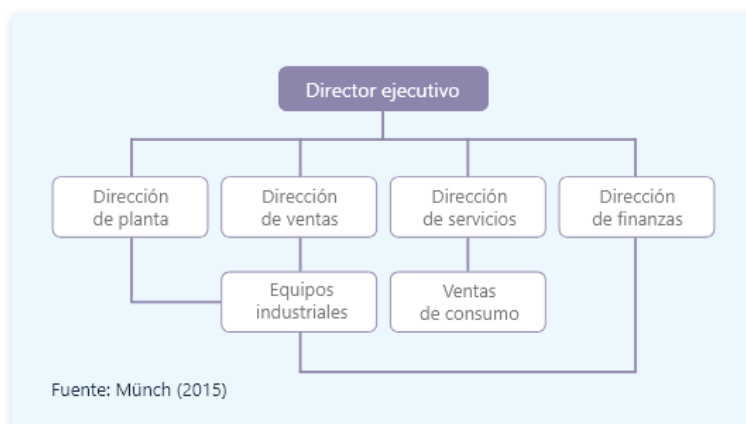 Director ejecutivo
Dirección
de planta
Dirección
de ventas
Dirección
de servicios
Dirección
de finanzas
Equipos
industriales
Ventas
de consumo
Fuente: Münch (2015)